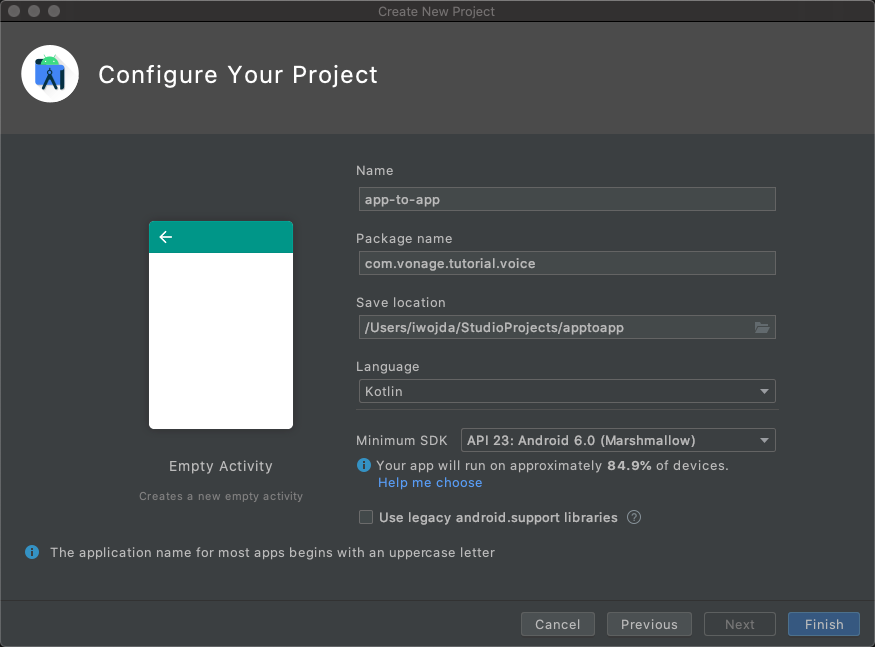 Create New Project
Configure Your Project
Name
app-to-app
Package name
com.vonage.tutorial.voice
Save location
/Users/iwojda/StudioProjects/apptoapp
Language
Kotlin
Minimum SDK API 23: Android 6.0 (Marshmallow)
Your app will run on approximately 84.9% of devices.
Help me choose
Use legacy android.support libraries ?
Empty Activity
Creates a new empty activity
The application name for most apps begins with an uppercase letter
Cancel Previous Next Finish